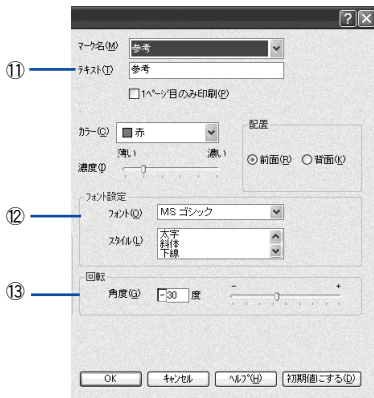 マーク名(M) 参考
⑪ テキスト(T) 参考
1ページ目のみ印刷(P)
カラー(C) 赤
薄い 濃い
濃度(I)
配置
前面(R) 背面(K)
フォント設定
⑫ フォント(O) MS ゴシック
スタイル(L) 太字
斜体
下線
回転
⑬ 角度(G) -30 度 - +
OK キャンセル ヘルプ(H) 初期値にする(D)